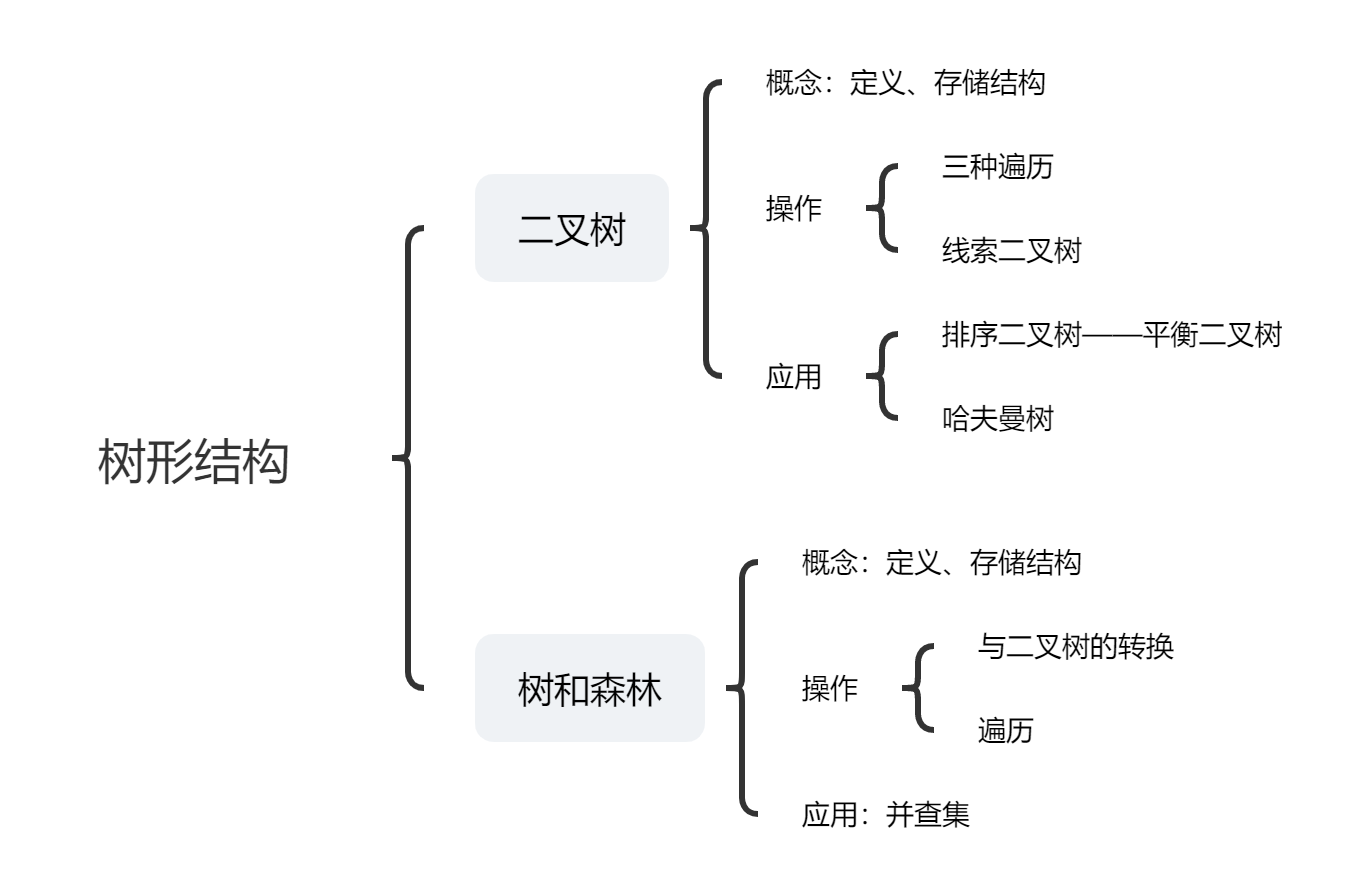 树形结构
二叉树
概念：定义、存储结构
操作
三种遍历
线索二叉树
应用
排序二叉树——平衡二叉树
哈夫曼树
树和森林
概念：定义、存储结构
操作
与二叉树的转换
遍历
应用：并查集